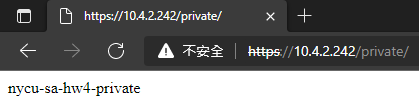 https://10.4.2.242/private/
不安全 https://10.4.2.242/private/
nycu-sa-hw4-private